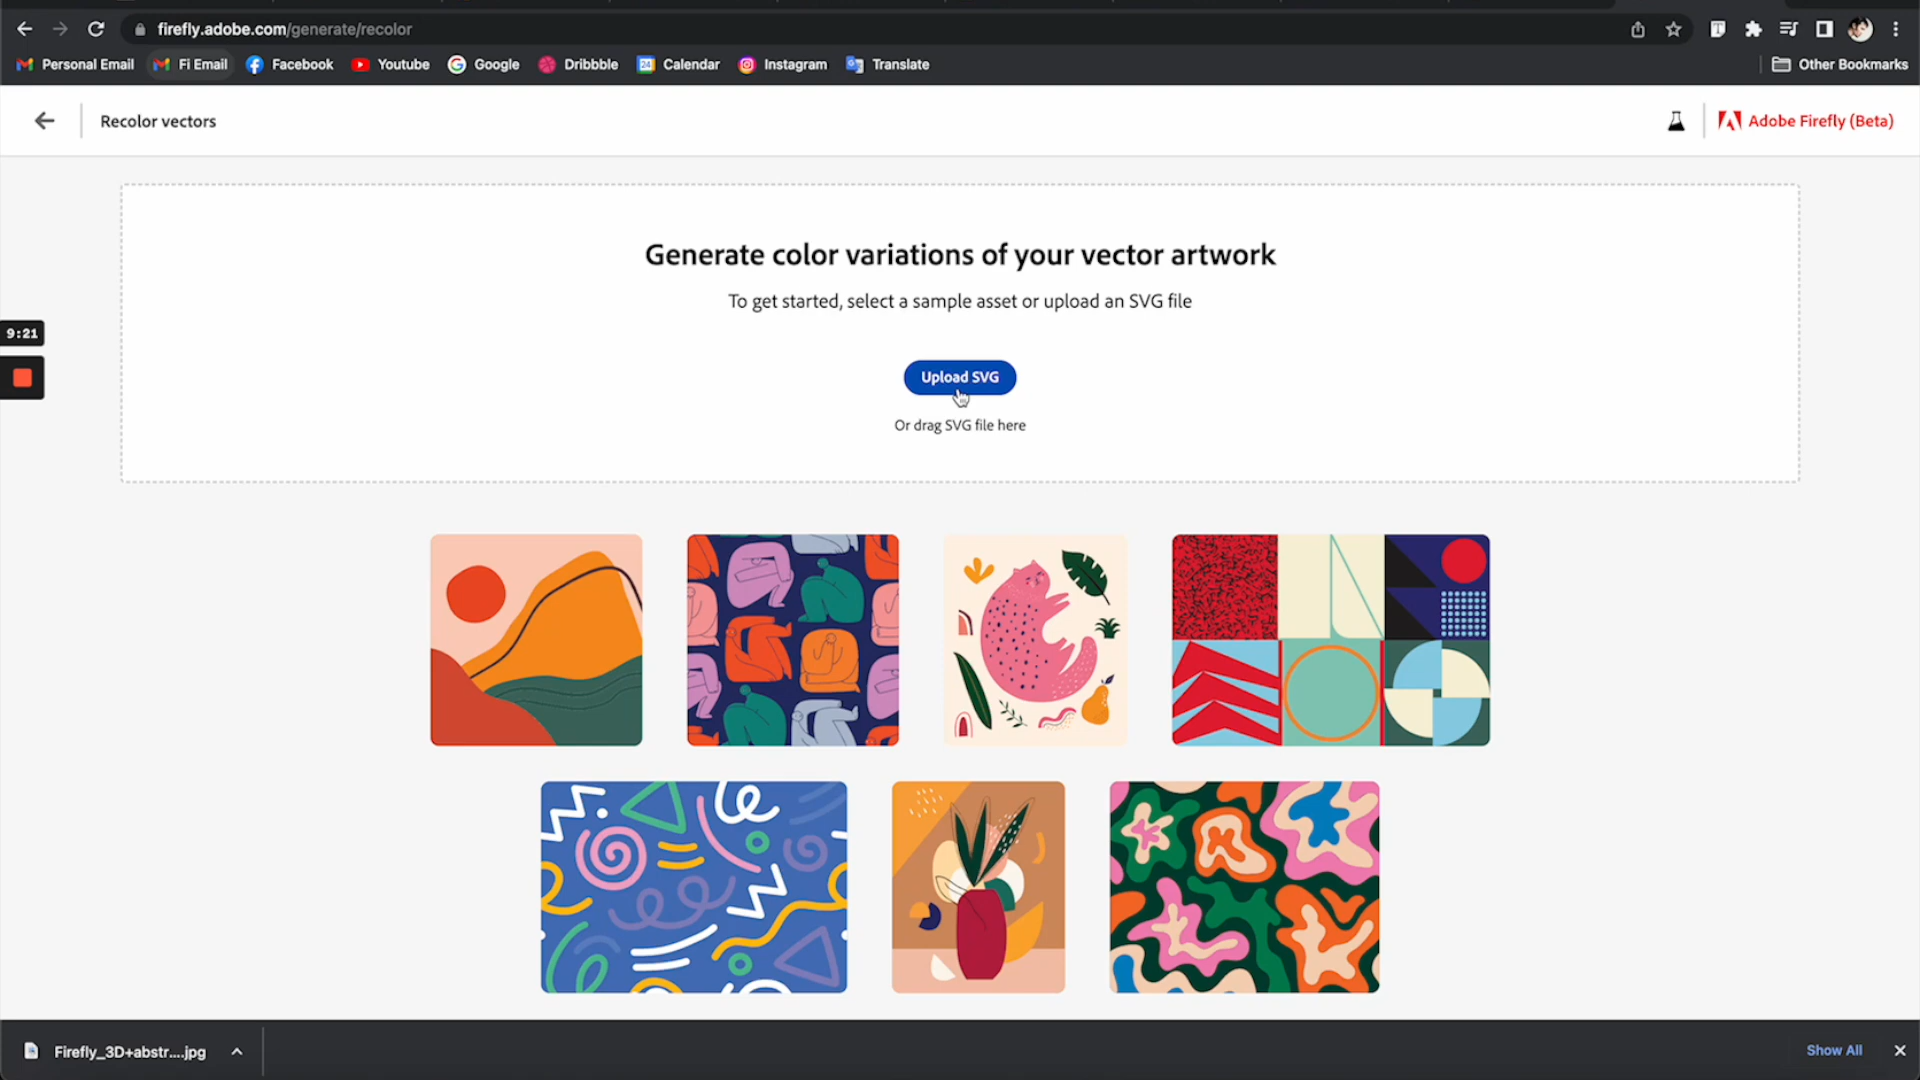 firefly.adobe.com/generate/recolor
Personal Email Fi Email Facebook Youtube Google Dribbble 24 Calendar Instagram Translate Other Bookmarks
Recolor vectors
Adobe Firefly (Beta)
Generate color variations of your vector artwork
To get started, select a sample asset or upload an SVG file
9:21
Upload SVG
Or drag SVG file here
Firefly_3D+abstr....jpg
Show All